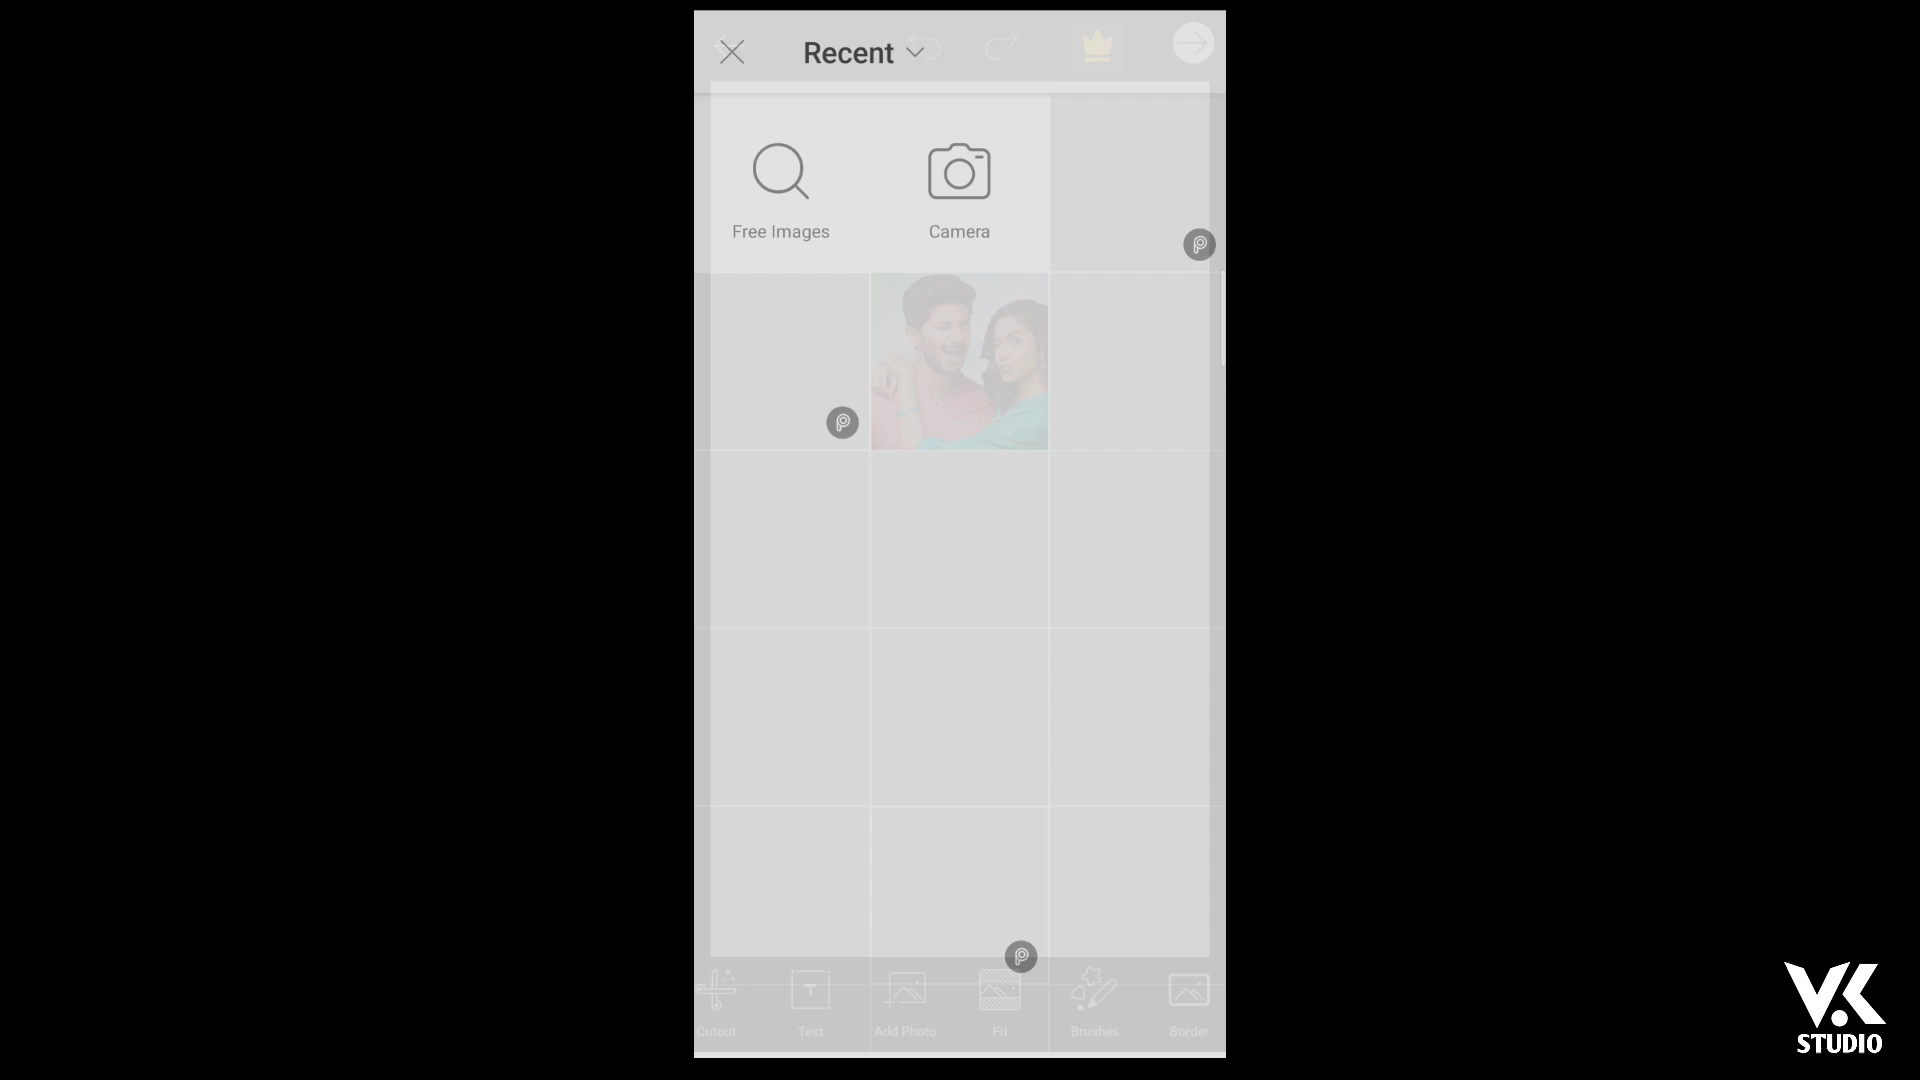 Recent
Free Images
Camera
Cutout
Text
Add Photo
Fit
Brushes
Border
VK
STUDIO